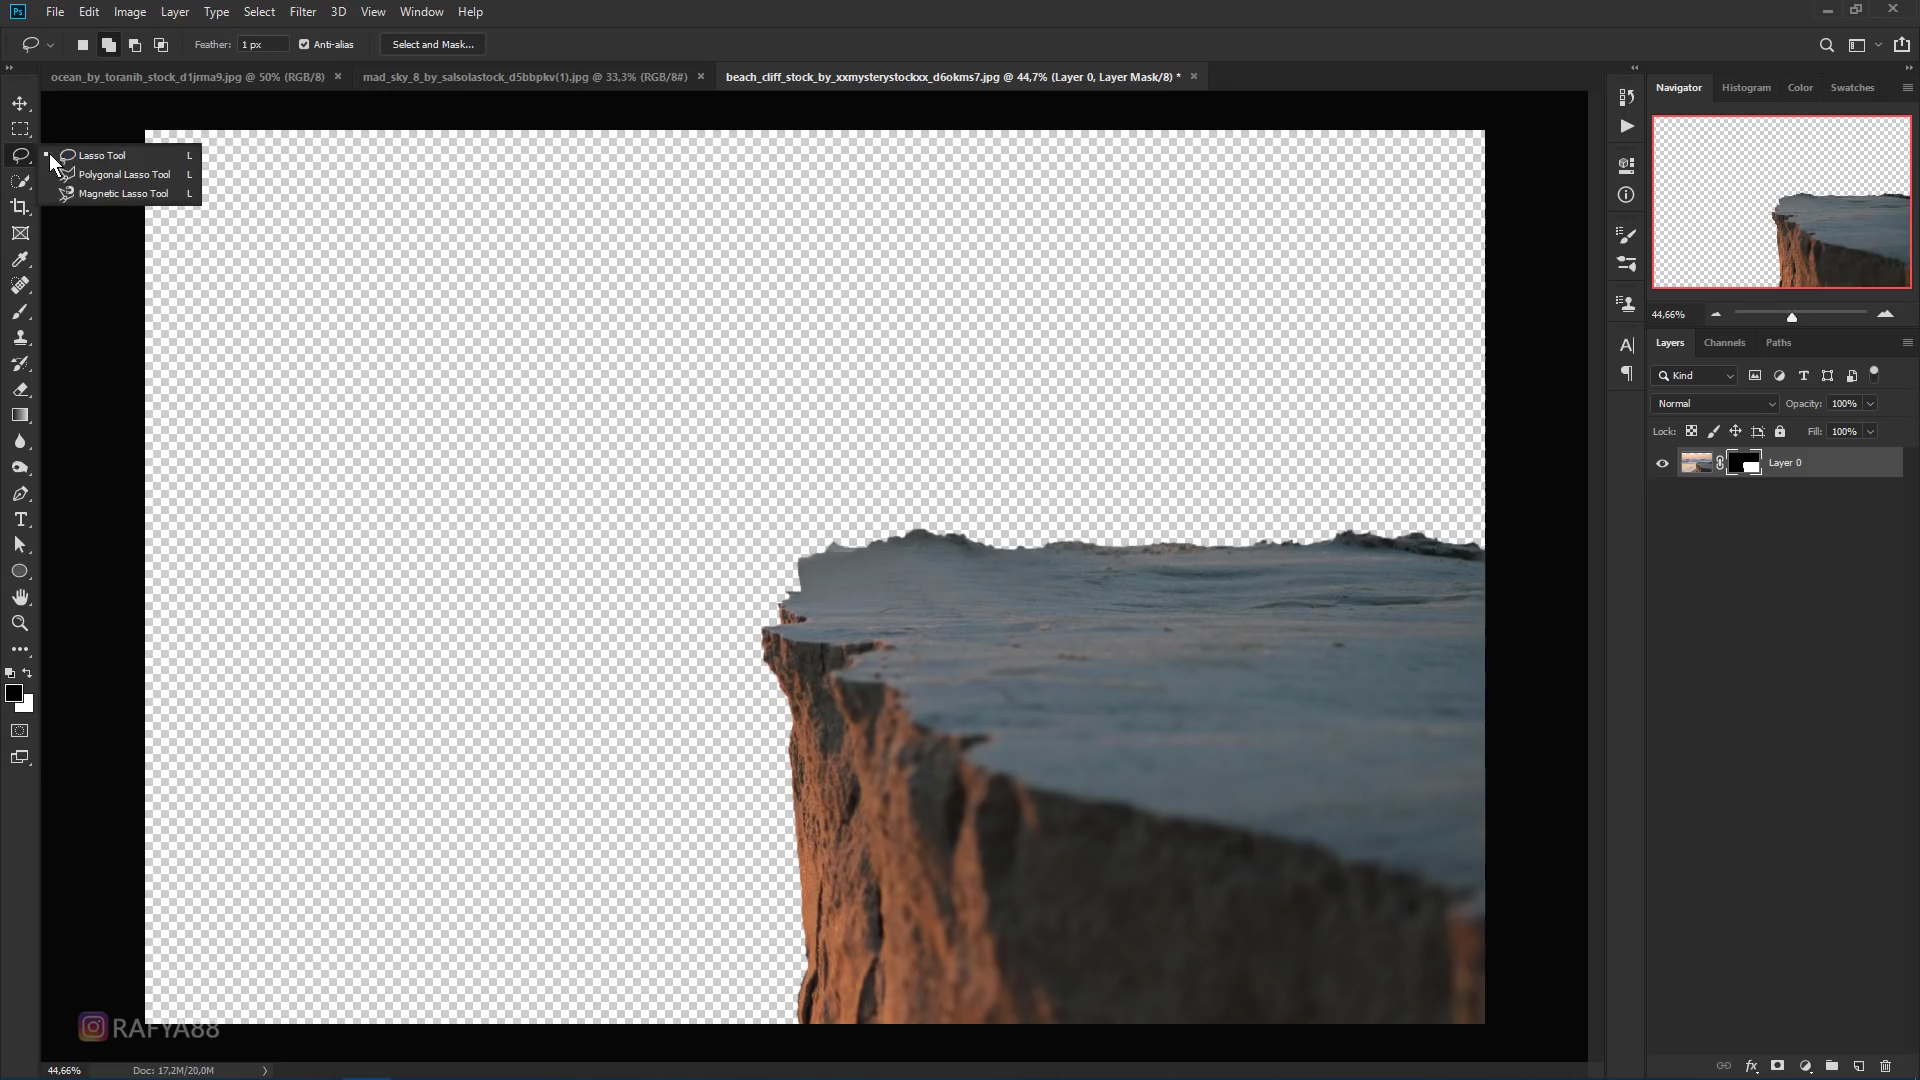 Ps File Edit Image Layer Type Select Filter 3D View Window Help
Feather: 1 px Anti-alias Select and Mask...
ocean_by_toranih_stock_d1jrma9.jpg @ 50% (RGB/8) × mad_sky_8_by_salsolastock_d5bbpkv(1).jpg @ 33,3% (RGB/8#) × beach_cliff_stock_by_xxmysterystockxx_d6okms7.jpg @ 44,7% (Layer 0, Layer Mask/8) * ×
Navigator Histogram Color Swatches
Lasso Tool L
Polygonal Lasso Tool L
Magnetic Lasso Tool L
44,66%
Layers Channels Paths
Kind
Normal Opacity: 100%
Lock: Fill: 100%
Layer 0
RAFYA88
44,66% Doc: 17,2M/20,0M